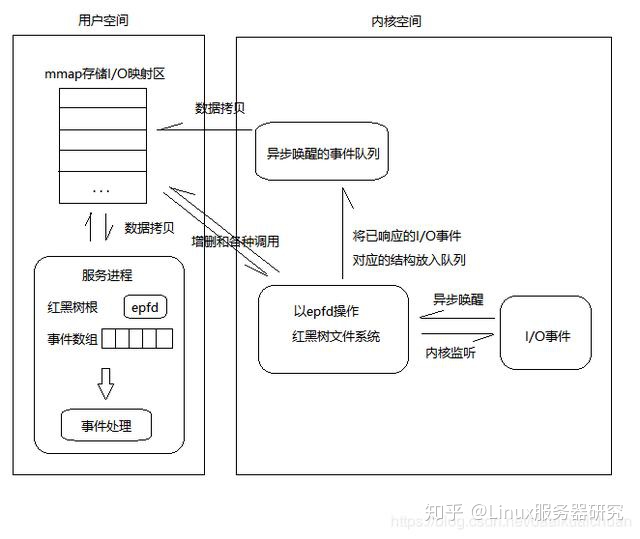 用户空间
内核空间
mmap存储I/O映射区
...
数据拷贝
异步唤醒的事件队列
数据拷贝
增删和各种调用
将已响应的I/O事件
对应的结构放入队列
服务进程
红黑树根
epfd
事件数组
事件处理
以epfd操作
红黑树文件系统
异步唤醒
内核监听
I/O事件
知乎 @Linux服务器研究